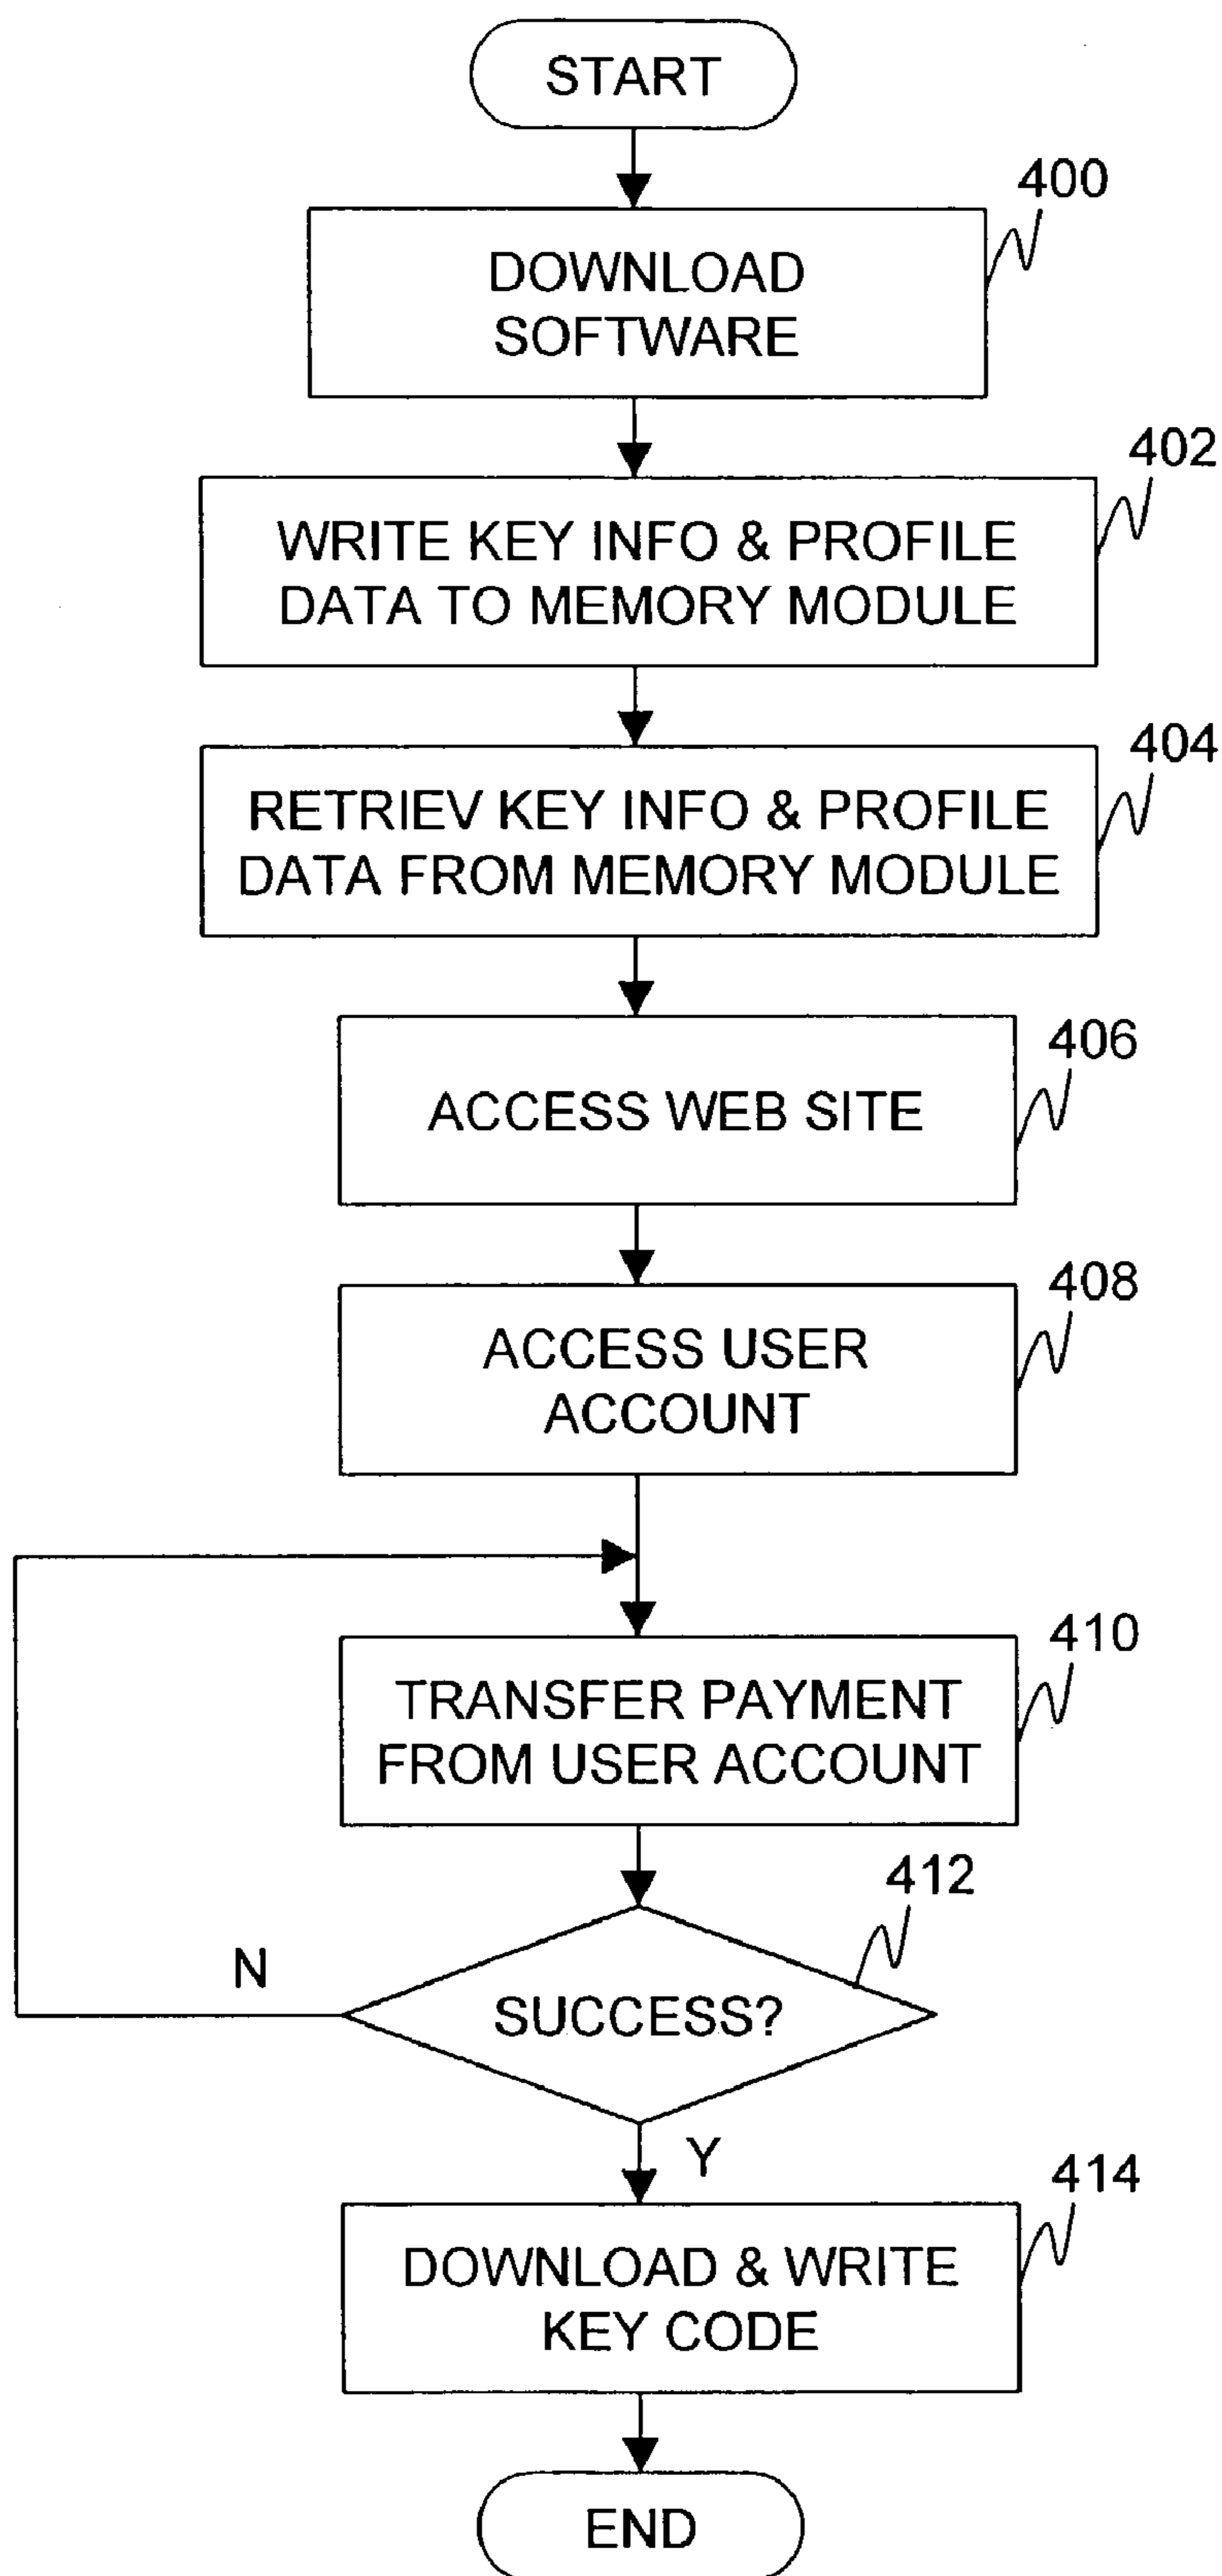 START
400
DOWNLOAD
SOFTWARE
402
WRITE KEY INFO & PROFILE
DATA TO MEMORY MODULE
404
RETRIEV KEY INFO & PROFILE
DATA FROM MEMORY MODULE
406
ACCESS WEB SITE
408
ACCESS USER
ACCOUNT
410
TRANSFER PAYMENT
FROM USER ACCOUNT
412
N
SUCCESS?
Y
414
DOWNLOAD & WRITE
KEY CODE
END